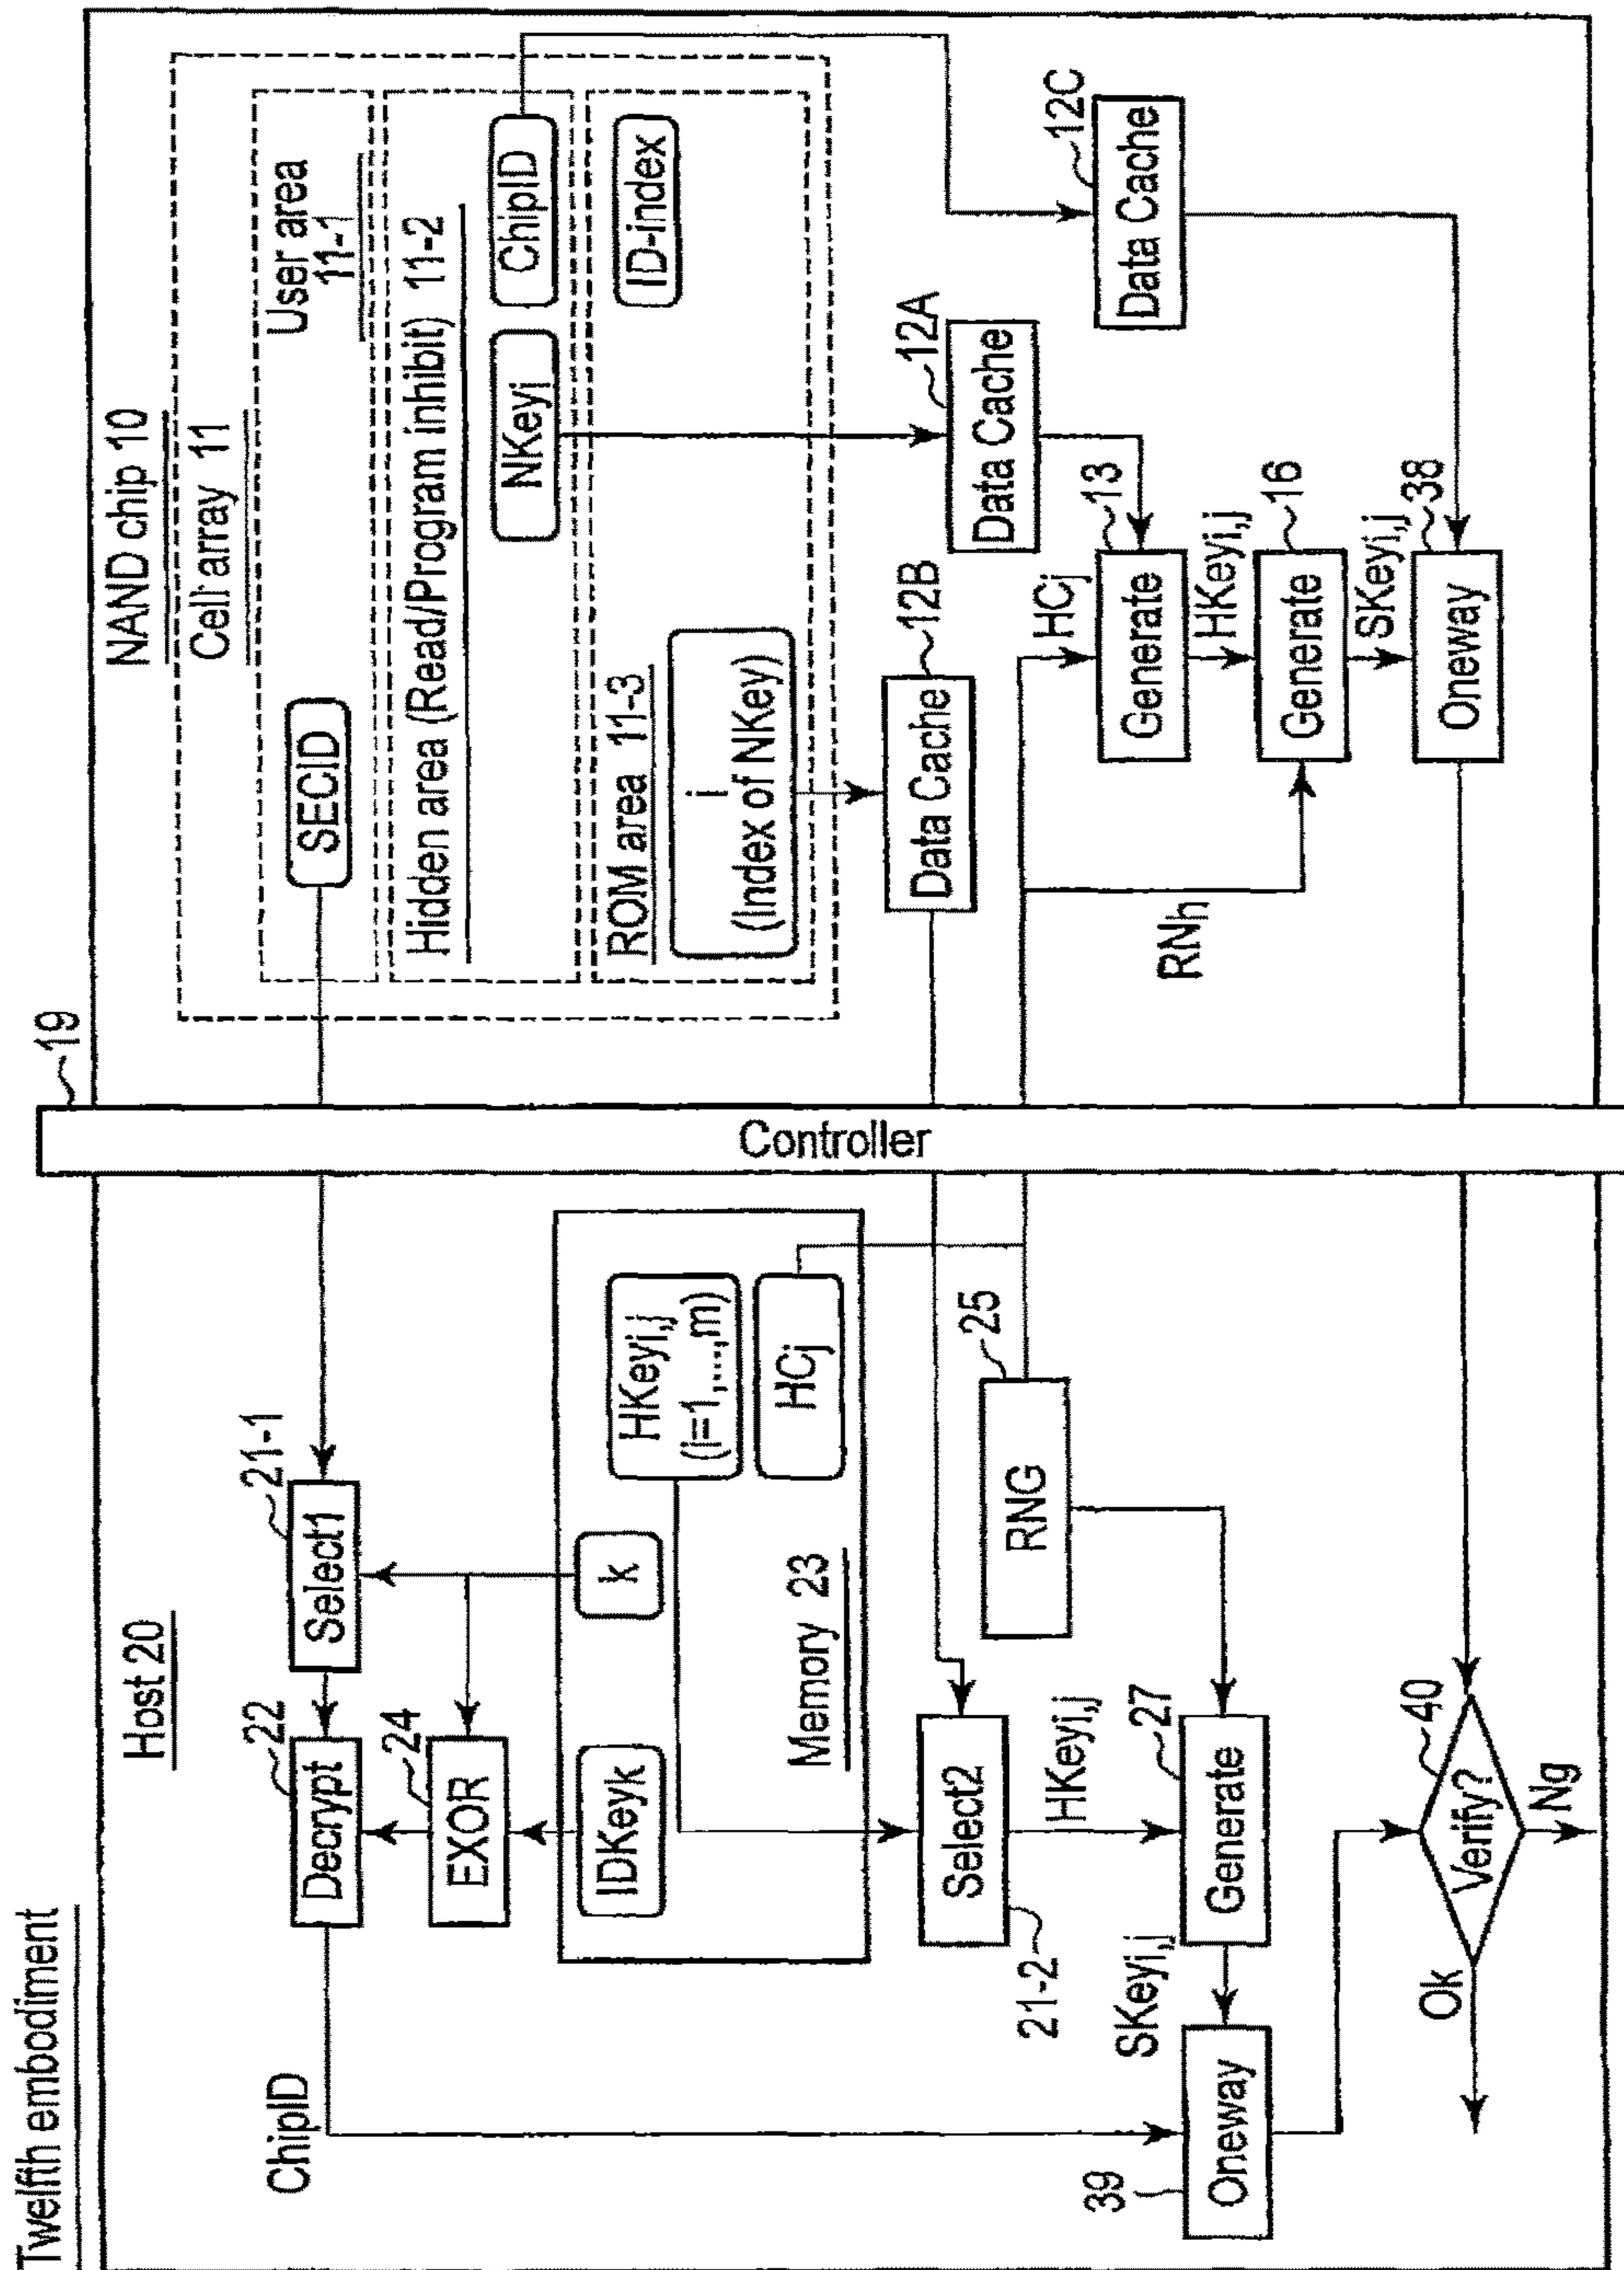 Twelfth embodiment
Host 20
ChipID
Decrypt
22
Select1
21-1
EXOR
24
IDKeyk
k
HKeyi,j
(i=1,...,m)
HCj
Memory 23
Select2
21-2
HKeyi,j
RNG
25
Generate
27
SKeyi,j
Oneway
39
Verify?
40
Ok
Ng
Controller
19
NAND chip 10
Cell array 11
User area
11-1
SECID
Hidden area (Read/Program inhibit) 11-2
NKeyi
ChipID
ROM area 11-3
i
(Index of NKey)
ID-index
Data Cache
12B
Data Cache
12A
Data Cache
12C
HCj
Generate
13
HKeyi,j
RNh
Generate
16
SKeyi,j
Oneway
38